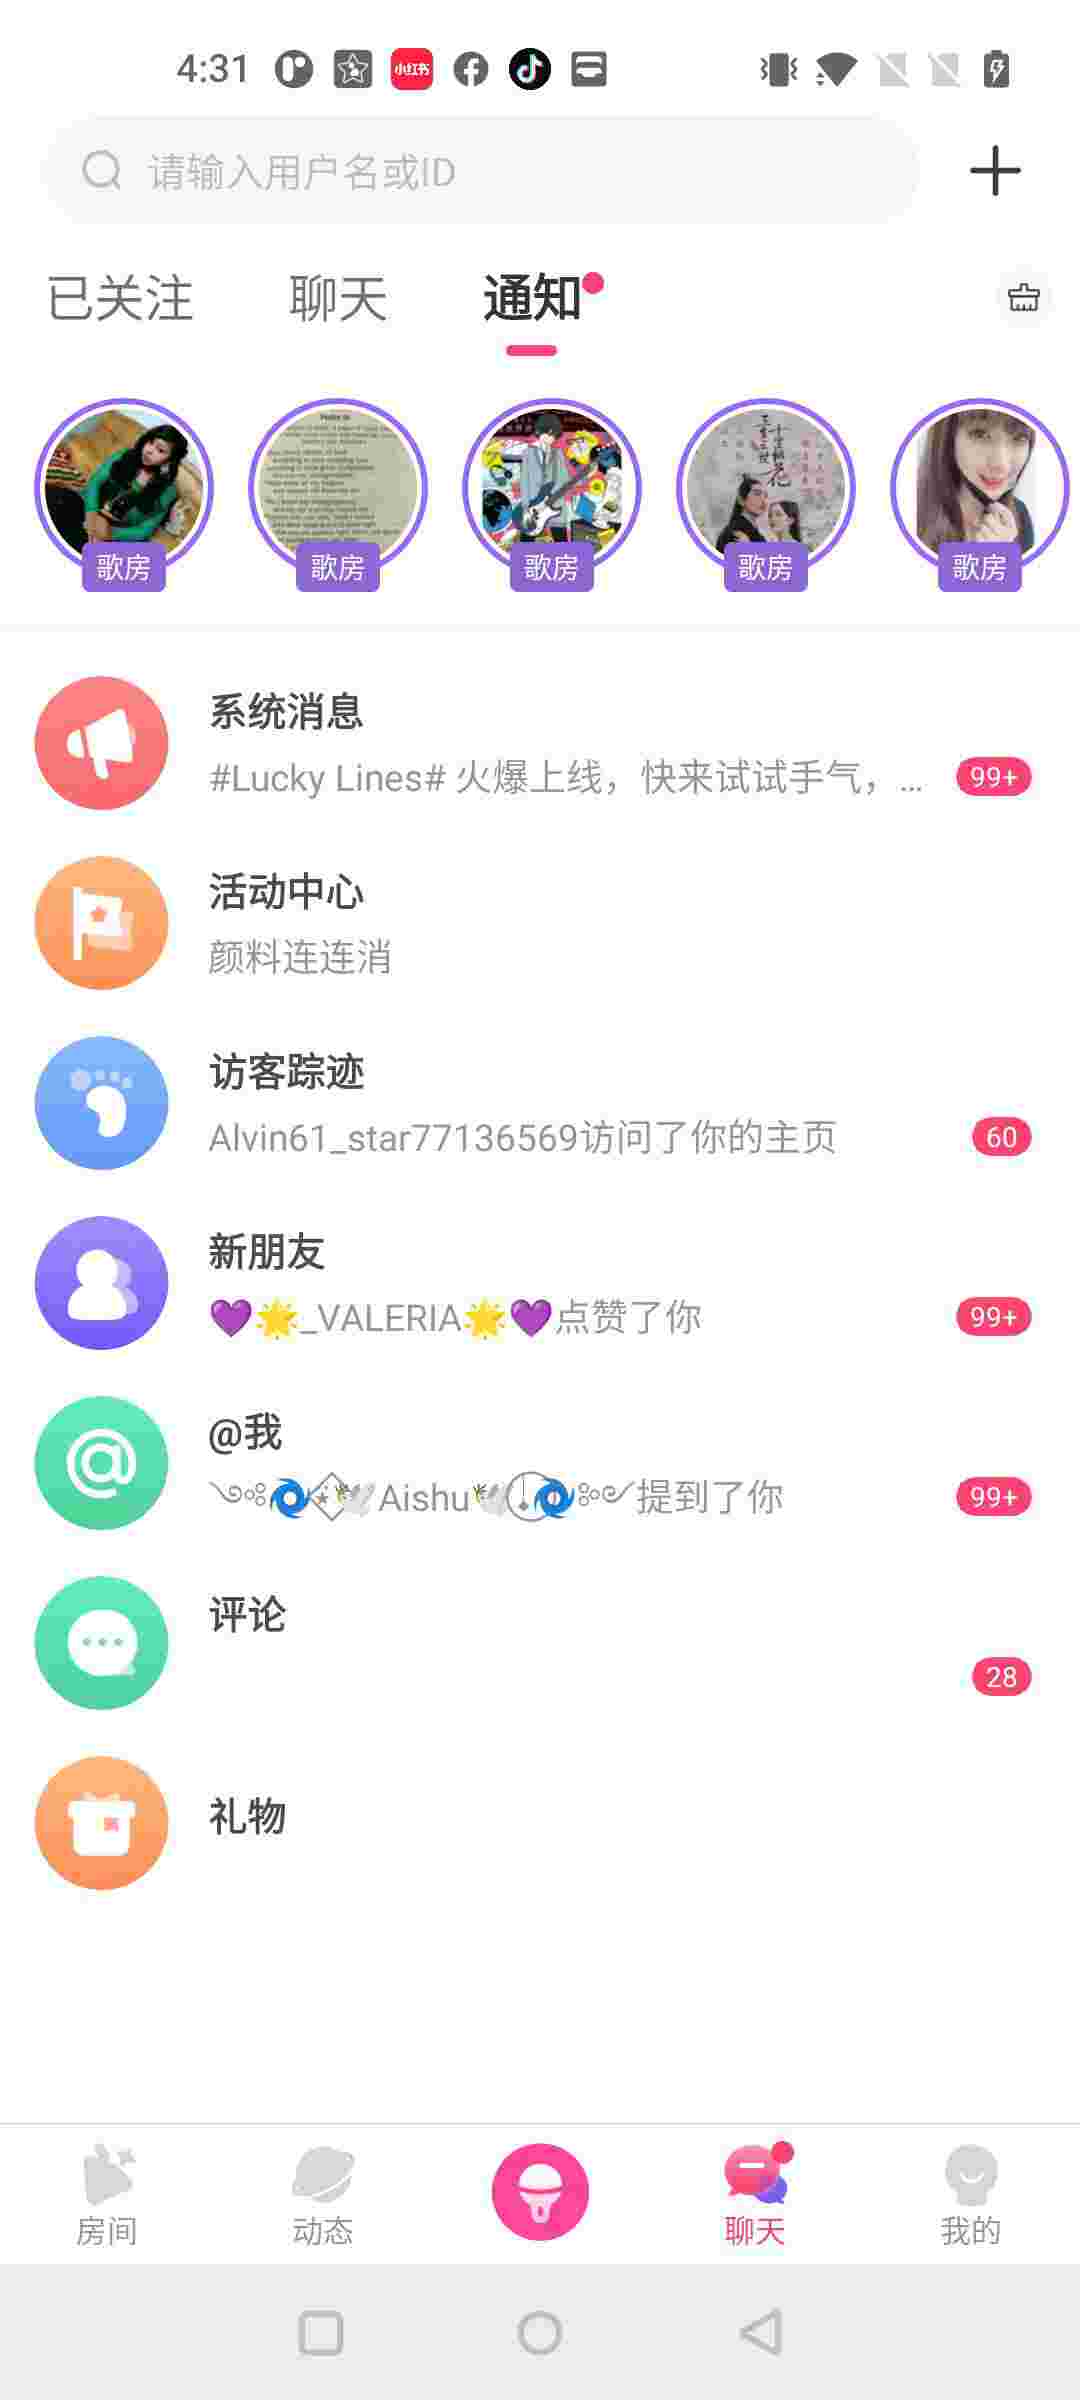 4:31
小红书
请输入用户名或ID
已关注
聊天
通知
歌房
歌房
歌房
歌房
歌房
系统消息
#Lucky Lines# 火爆上线，快来试试手气，...
99+
活动中心
颜料连连消
访客踪迹
Alvin61_star77136569访问了你的主页
60
新朋友
💜🌟_VALERIA🌟💜点赞了你
99+
@我
Aishu提到了你
99+
评论
28
礼物
房间
动态
聊天
我的